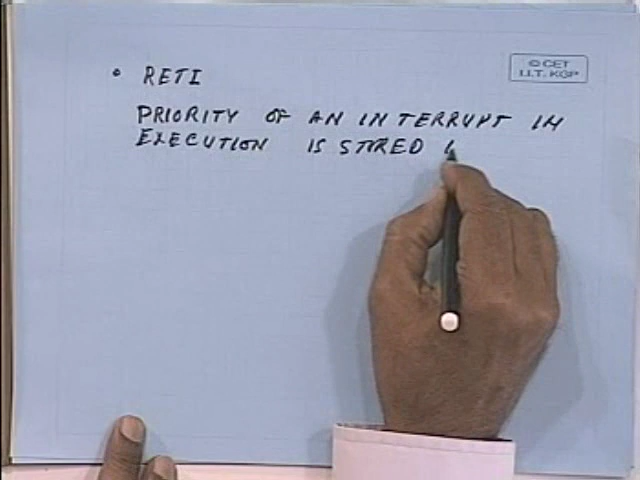 © CET
I.I.T. KGP
• RETI
PRIORITY OF AN INTERRUPT IN
EXECUTION IS STORED